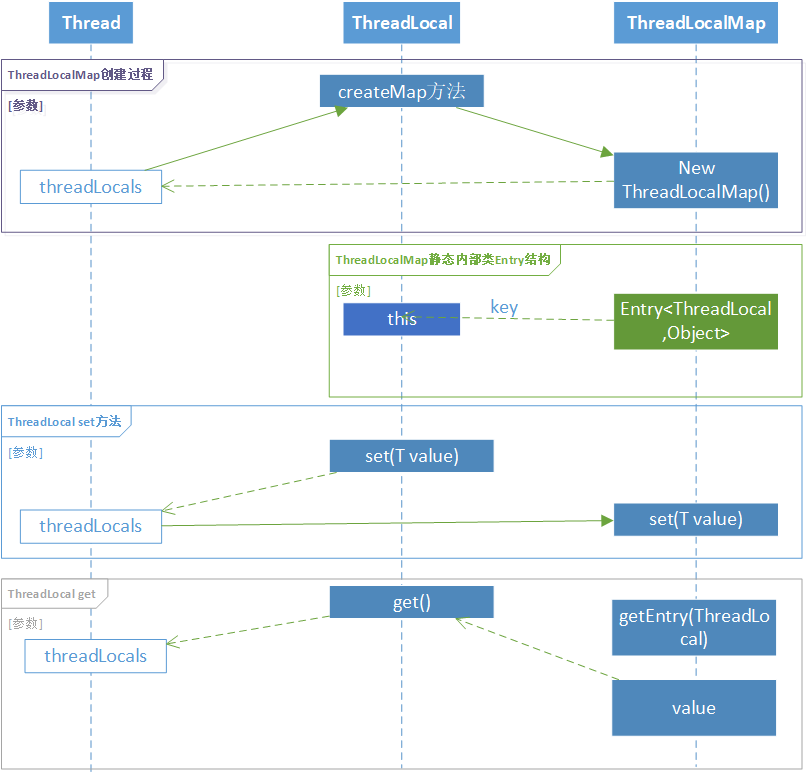 Thread
ThreadLocal
ThreadLocalMap
ThreadLocalMap创建过程
[参数]
createMap方法
threadLocals
New
ThreadLocalMap()
ThreadLocalMap静态内部类Entry结构
[参数]
this
key
Entry<ThreadLocal
,Object>
ThreadLocal set方法
[参数]
set(T value)
threadLocals
set(T value)
ThreadLocal get
[参数]
get()
threadLocals
getEntry(ThreadLo
cal)
value